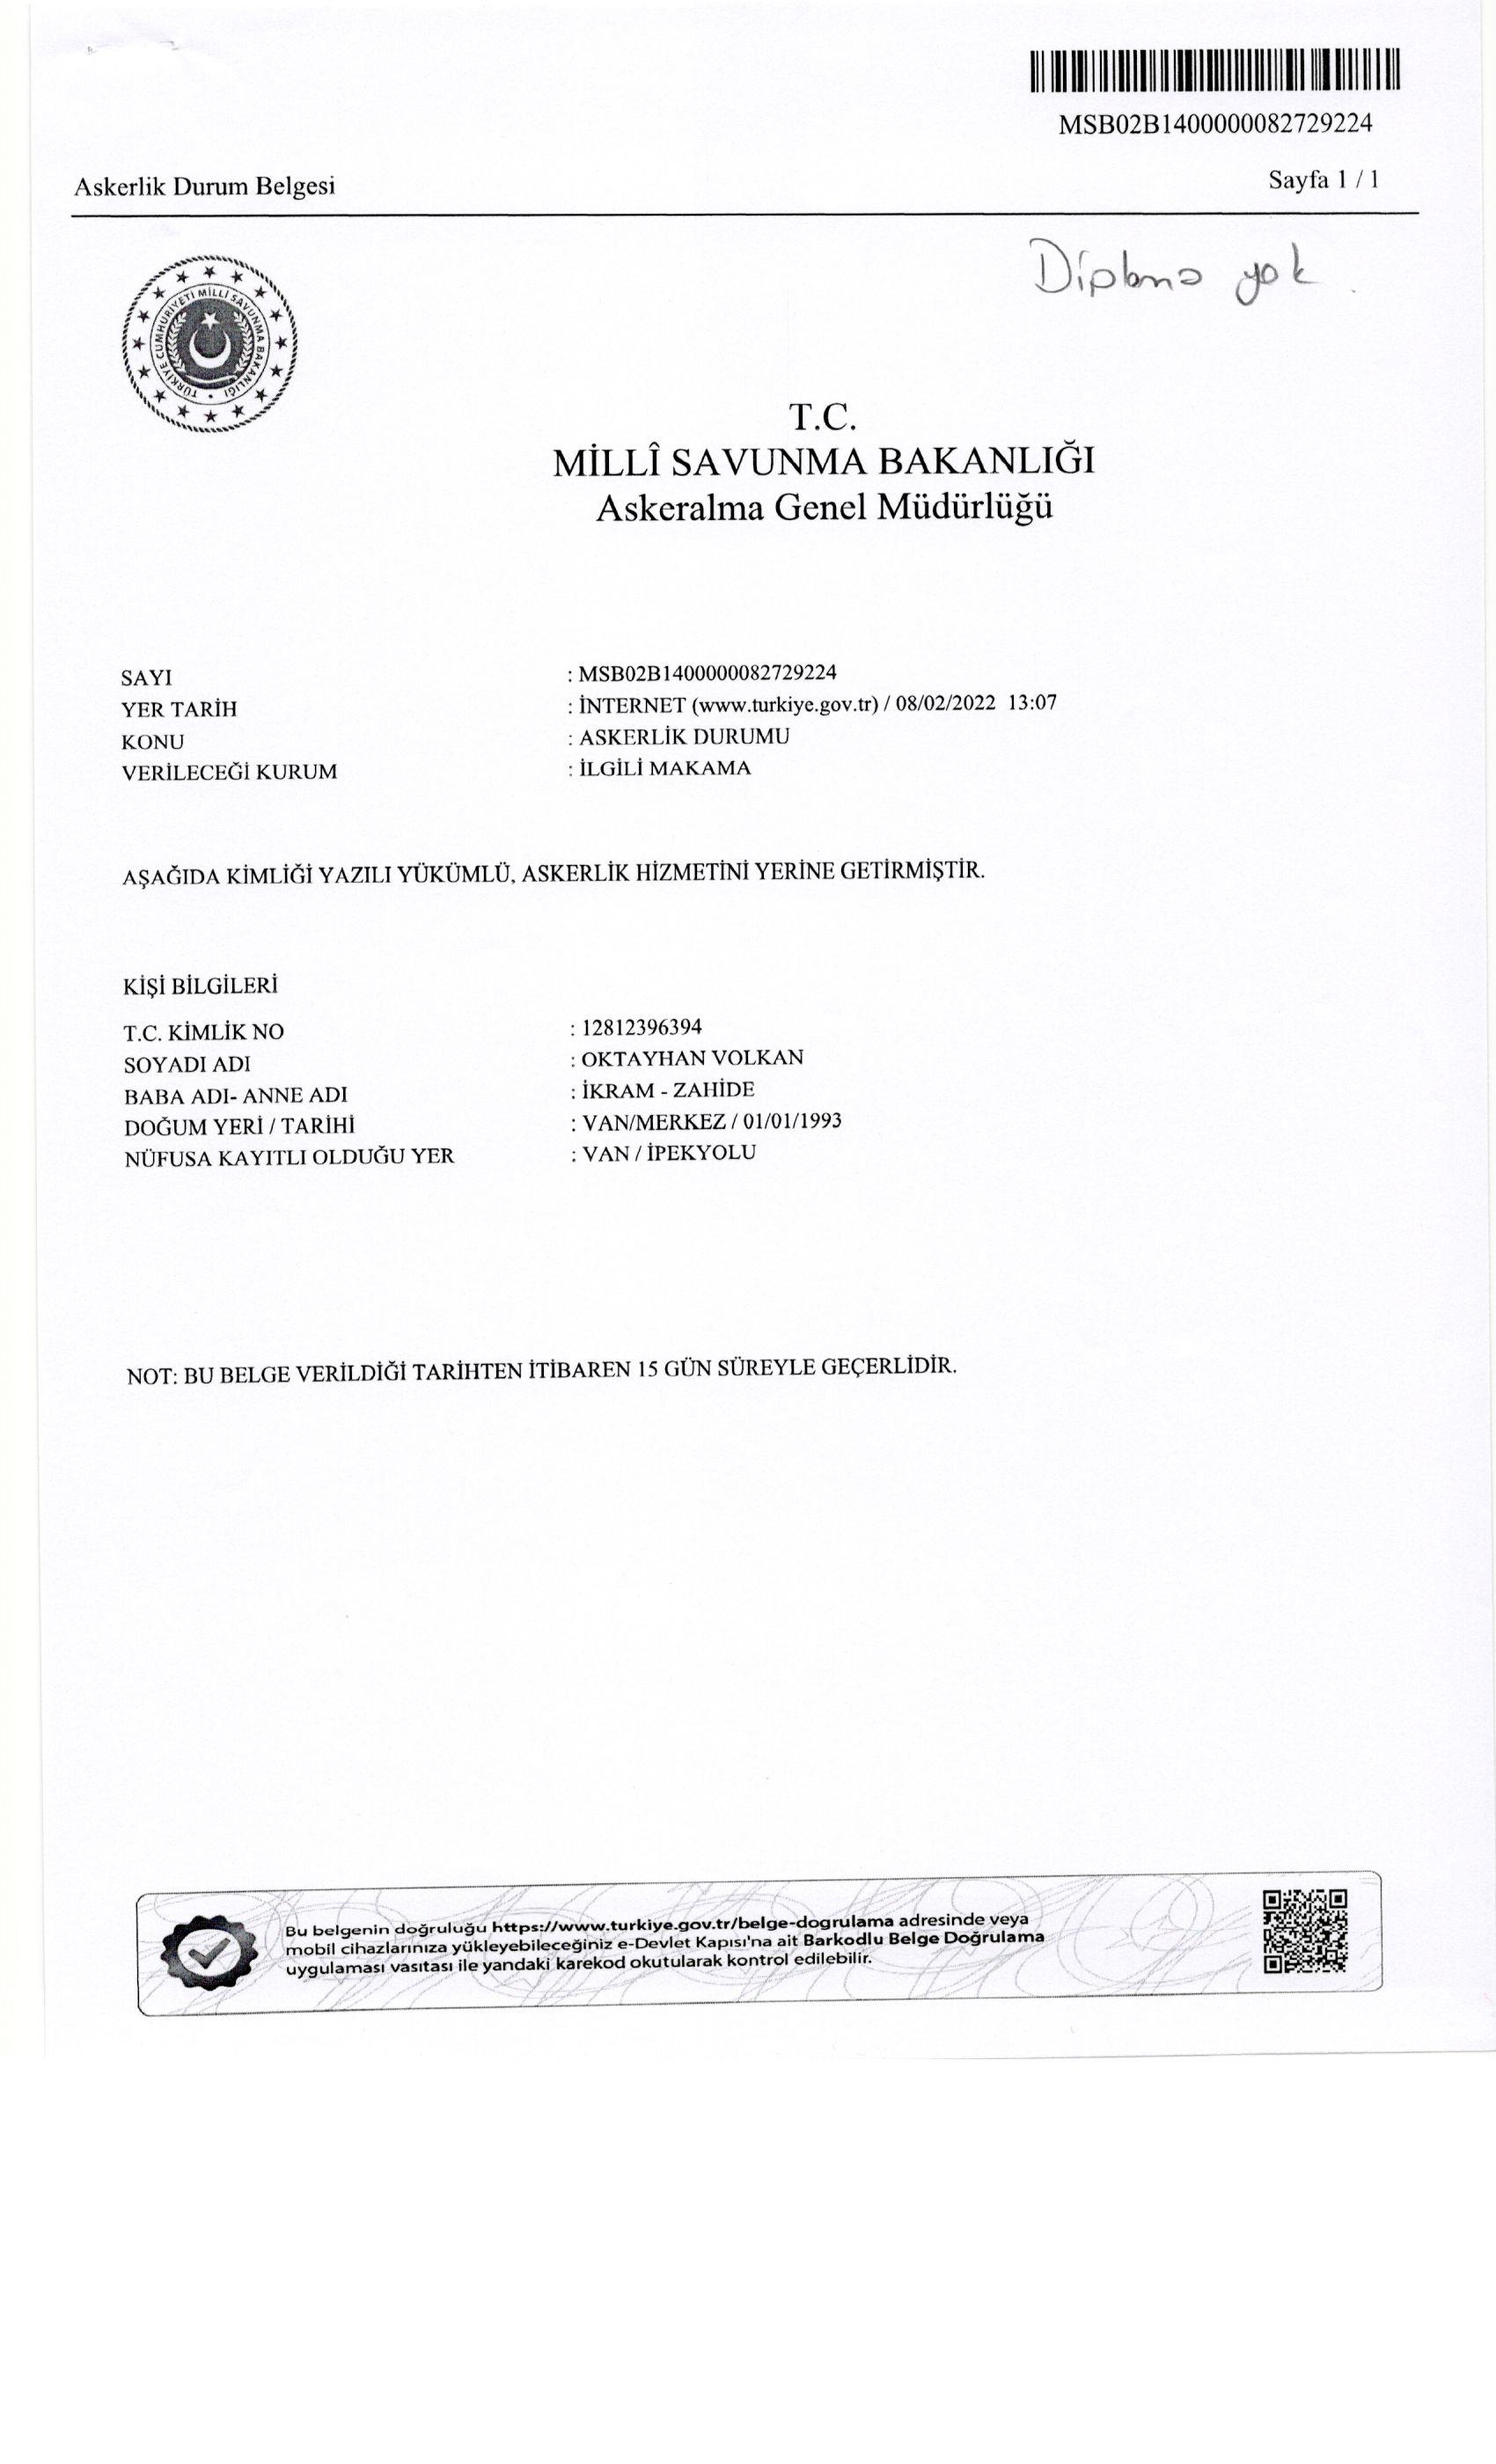 MSB02B1400000082729224
Askerlik Durum Belgesi
Sayfa 1 / 1
Diploma yok.
TÜRKİYE CUMHURİYETİ MİLLİ SAVUNMA BAKANLIĞI
T.C.
MİLLÎ SAVUNMA BAKANLIĞI
Askeralma Genel Müdürlüğü
SAYI : MSB02B1400000082729224
YER TARİH : İNTERNET (www.turkiye.gov.tr) / 08/02/2022 13:07
KONU : ASKERLİK DURUMU
VERİLECEĞİ KURUM : İLGİLİ MAKAMA
AŞAĞIDA KİMLİĞİ YAZILI YÜKÜMLÜ, ASKERLİK HİZMETİNİ YERİNE GETİRMİŞTİR.
KİŞİ BİLGİLERİ
T.C. KİMLİK NO : 12812396394
SOYADI ADI : OKTAYHAN VOLKAN
BABA ADI- ANNE ADI : İKRAM - ZAHİDE
DOĞUM YERİ / TARİHİ : VAN/MERKEZ / 01/01/1993
NÜFUSA KAYITLI OLDUĞU YER : VAN / İPEKYOLU
NOT: BU BELGE VERİLDİĞİ TARİHTEN İTİBAREN 15 GÜN SÜREYLE GEÇERLİDİR.
Bu belgenin doğruluğu https://www.turkiye.gov.tr/belge-dogrulama adresinde veya
mobil cihazlarınıza yükleyebileceğiniz e-Devlet Kapısı'na ait Barkodlu Belge Doğrulama
uygulaması vasıtası ile yandaki karekod okutularak kontrol edilebilir.